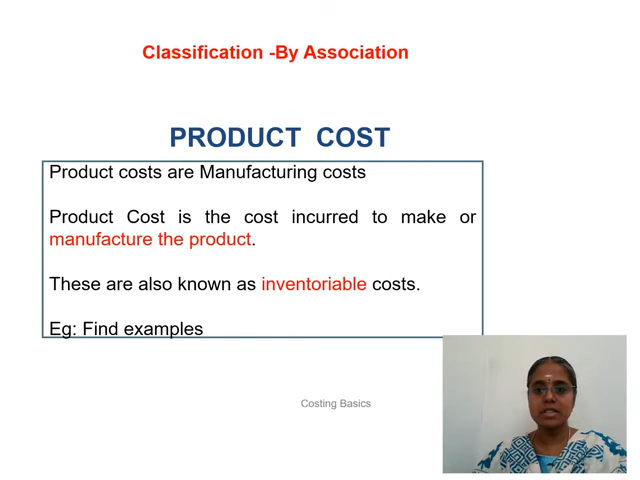 Classification -By Association
PRODUCT COST
Product costs are Manufacturing costs
Product Cost is the cost incurred to make or
manufacture the product.
These are also known as inventoriable costs.
Eg: Find examples
Costing Basics